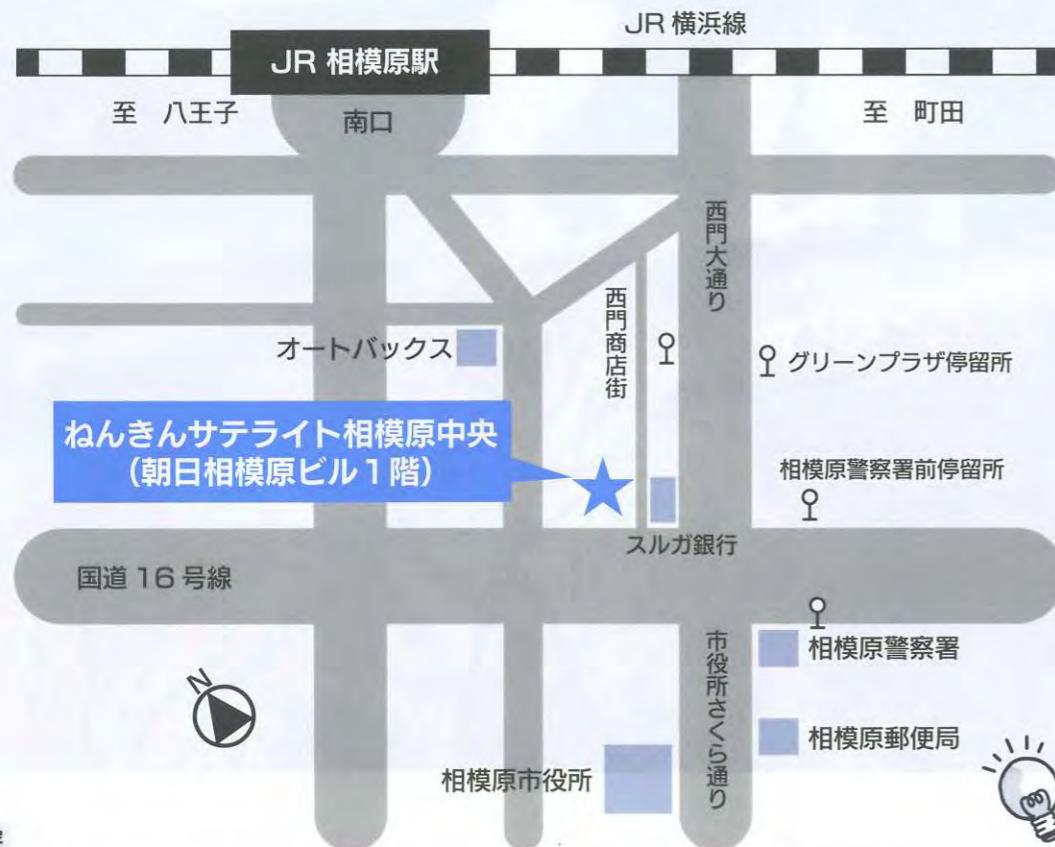 JR 横浜線
JR 相模原駅
至 八王子
南口
至 町田
西門大通り
西門商店街
オートバックス
グリーンプラザ停留所
ねんきんサテライト相模原中央
(朝日相模原ビル1階)
相模原警察署前停留所
スルガ銀行
国道 16 号線
市役所さくら通り
相模原警察署
N
相模原郵便局
相模原市役所